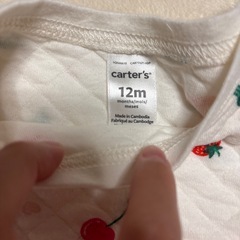 carter's®
12m
months/mois/
meses
Made in Cambodia
Fabriqué au Cambodge